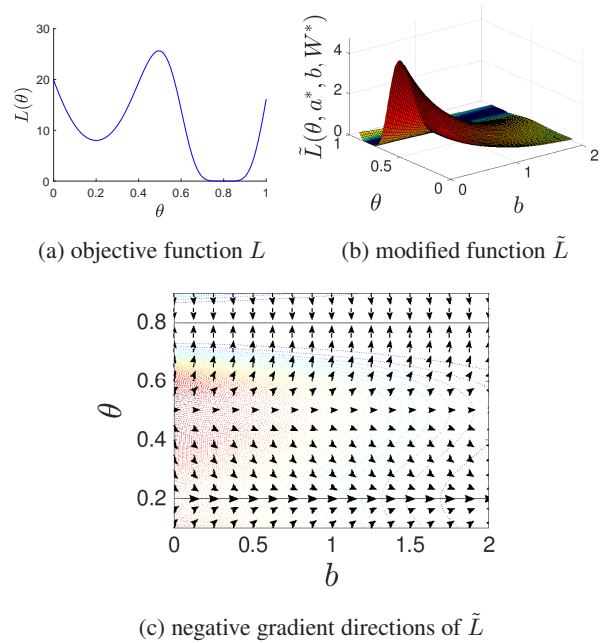 30
20
10
0
L(θ)
0 0.2 0.4 0.6 0.8 1
θ
(a) objective function L
4
2
0
L̃(θ, a*, b, W*)
1
0.5
0
θ
0
1
2
b
(b) modified function L̃
0.8
0.6
0.4
0.2
θ
0 0.5 1 1.5 2
b
(c) negative gradient directions of L̃